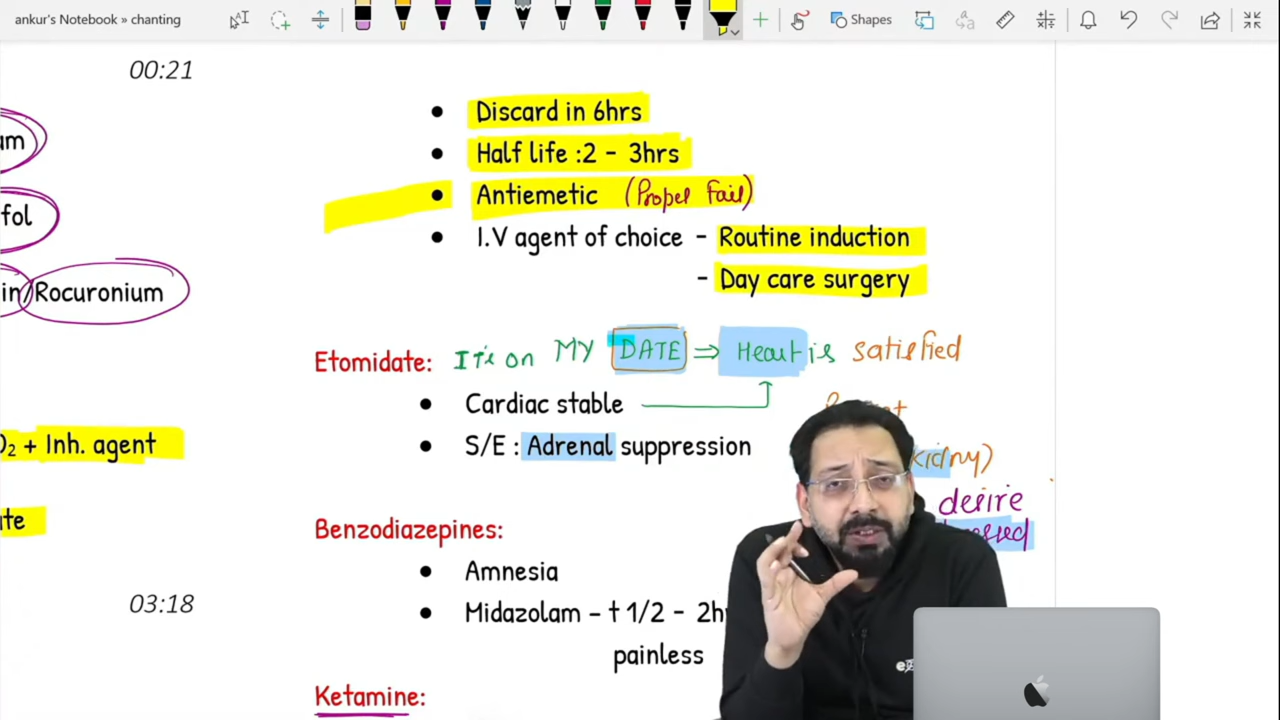 ankur's Notebook » chanting
Shapes
00:21
Discard in 6hrs
am
Half life :2 - 3hrs
Antiemetic (Propel Fail)
fol
I.V agent of choice - Routine induction
- Day care surgery
in/Rocuronium
Etomidate: It's on MY DATE ⇒ Heart is satisfied
Cardiac stable
O₂ + Inh. agent
S/E : Adrenal suppression
kidny)
desire
ate
Benzodiazepines:
Amnesia
03:18
Midazolam – t 1/2 - 2h
painless
Ketamine: